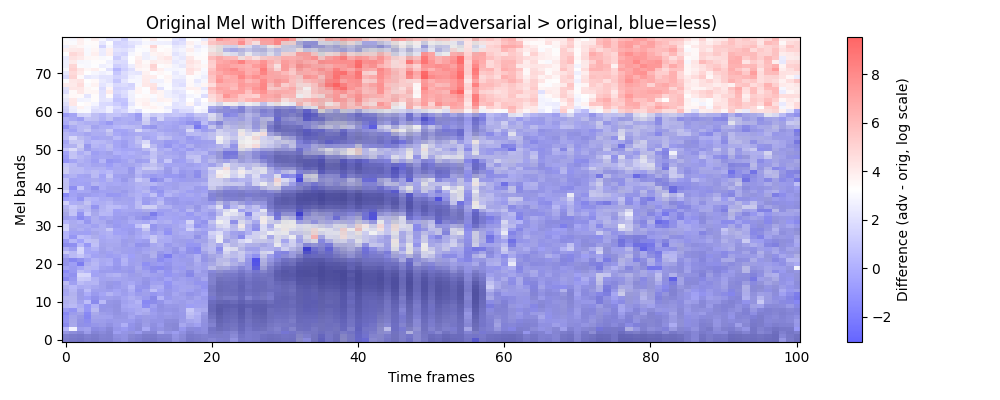 Original Mel with Differences (red=adversarial > original, blue=less)
Mel bands
70
60
50
40
30
20
10
0
0 20 40 60 80 100
Time frames
8
6
4
2
0
−2
Difference (adv - orig, log scale)